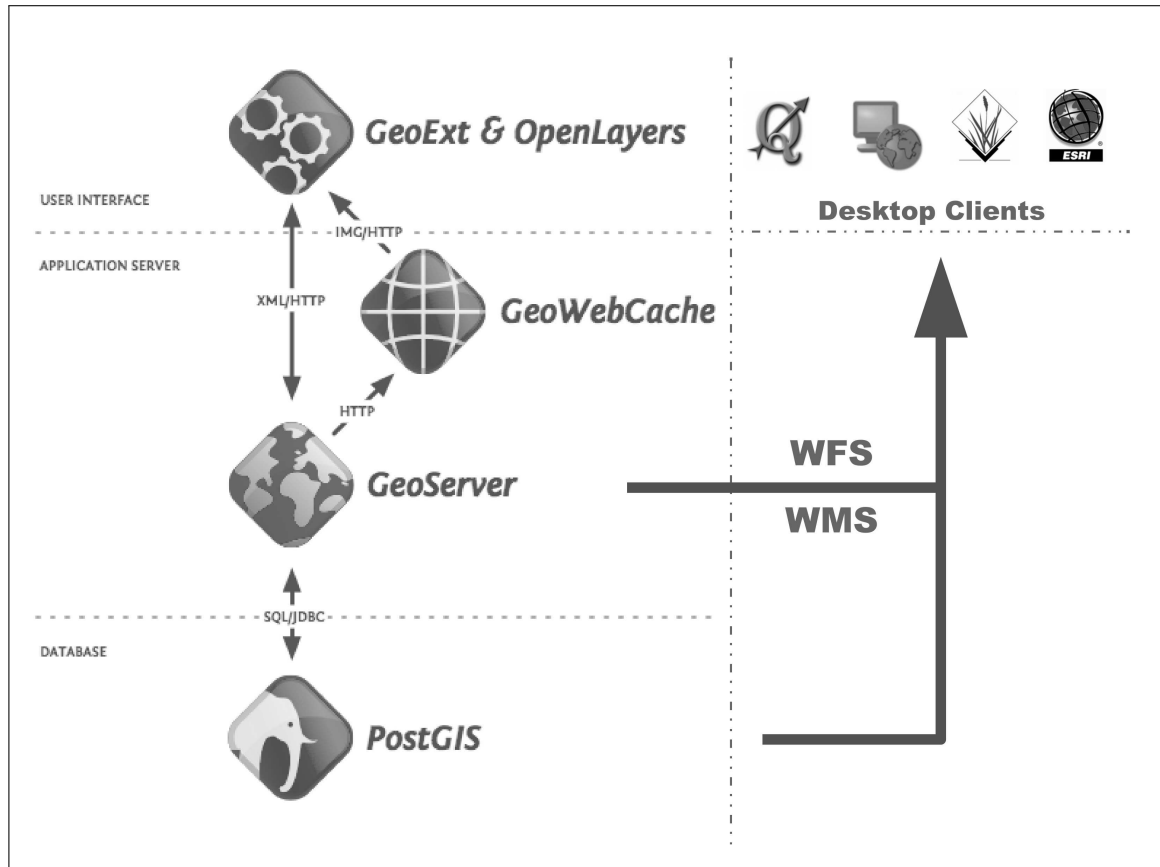 GeoExt & OpenLayers
USER INTERFACE
IMG/HTTP
APPLICATION SERVER
XML/HTTP
GeoWebCache
HTTP
GeoServer
SQL/JDBC
DATABASE
PostGIS
Q
ESRI
Desktop Clients
WFS
WMS